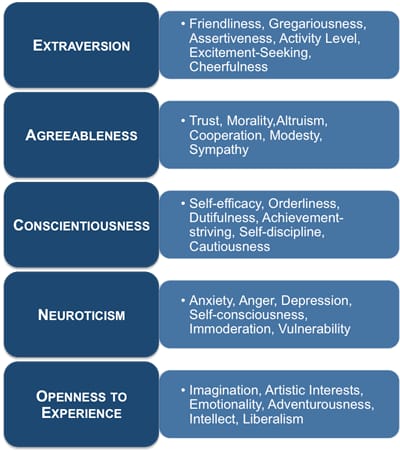 EXTRAVERSION
• Friendliness, Gregariousness,
Assertiveness, Activity Level,
Excitement-Seeking,
Cheerfulness
AGREEABLENESS
• Trust, Morality,Altruism,
Cooperation, Modesty,
Sympathy
CONSCIENTIOUSNESS
• Self-efficacy, Orderliness,
Dutifulness, Achievement-
striving, Self-discipline,
Cautiousness
NEUROTICISM
• Anxiety, Anger, Depression,
Self-consciousness,
Immoderation, Vulnerability
OPENNESS TO
EXPERIENCE
• Imagination, Artistic Interests,
Emotionality, Adventurousness,
Intellect, Liberalism